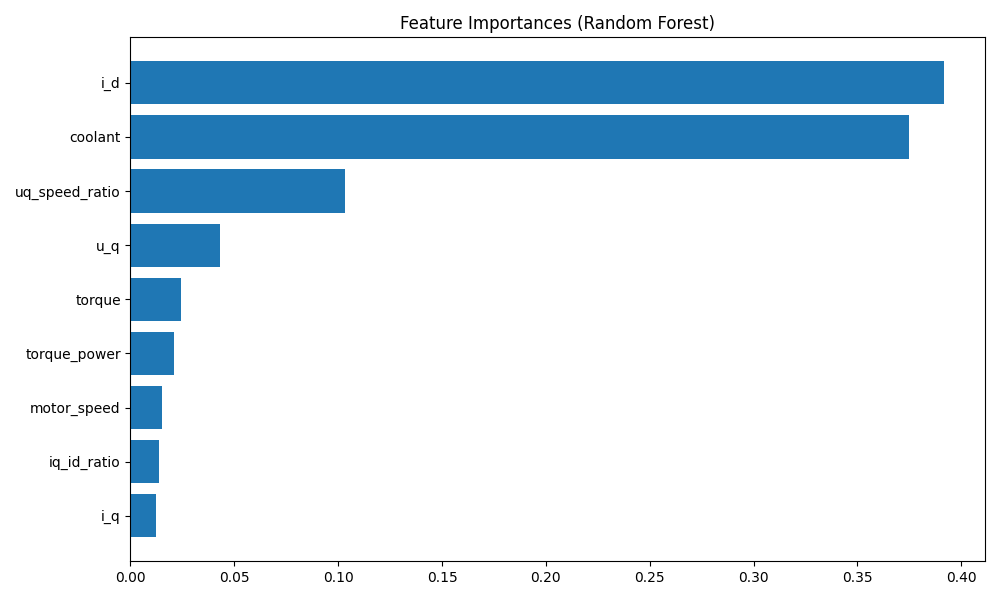 Feature Importances (Random Forest)
i_d
coolant
uq_speed_ratio
u_q
torque
torque_power
motor_speed
iq_id_ratio
i_q
0.00 0.05 0.10 0.15 0.20 0.25 0.30 0.35 0.40